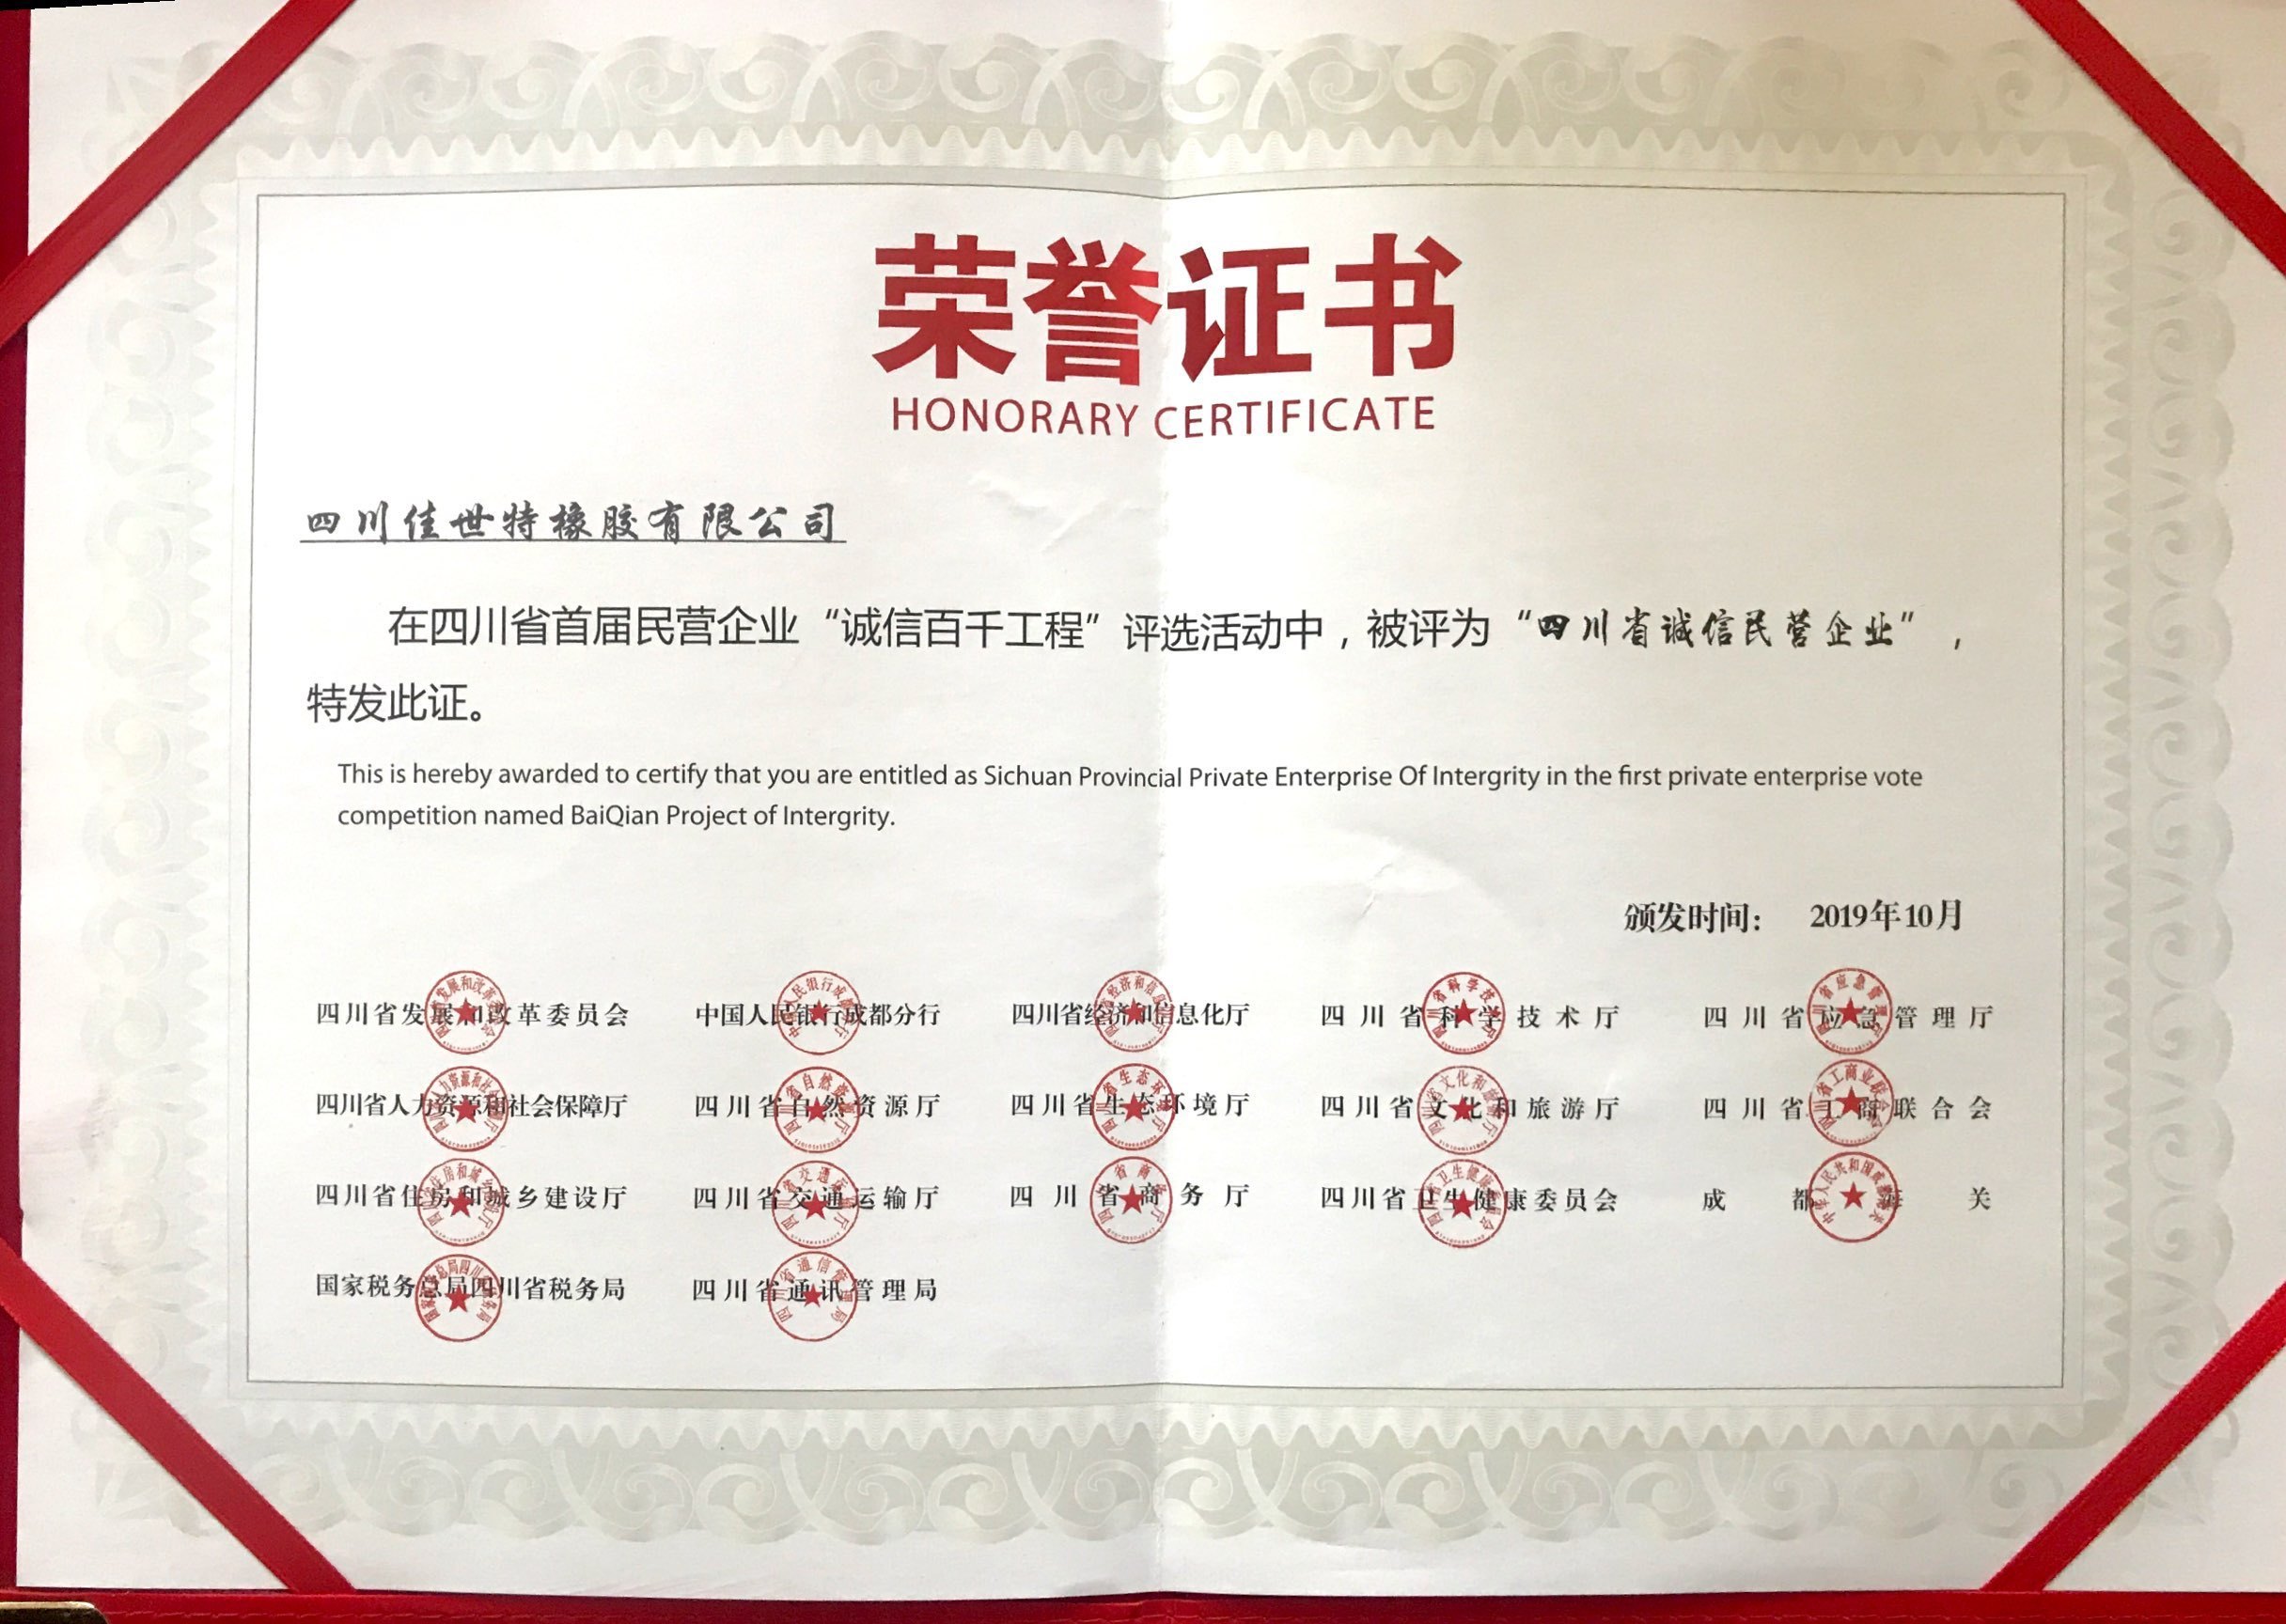 荣誉证书
HONORARY CERTIFICATE
四川佳世特橡胶有限公司
在四川省首届民营企业“诚信百千工程”评选活动中，被评为“四川省诚信民营企业”，
特发此证。
This is hereby awarded to certify that you are entitled as Sichuan Provincial Private Enterprise Of Intergrity in the first private enterprise vote
competition named BaiQian Project of Intergrity.
颁发时间： 2019年10月
四川省发展和改革委员会 中国人民银行成都分行 四川省经济和信息化厅 四川省科学技术厅 四川省应急管理厅
四川省人力资源和社会保障厅 四川省自然资源厅 四川省生态环境厅 四川省文化和旅游厅 四川省工商联合会
四川省住房和城乡建设厅 四川省交通运输厅 四川省商务厅 四川省卫生健康委员会 成都海关
国家税务总局四川省税务局 四川省通讯管理局